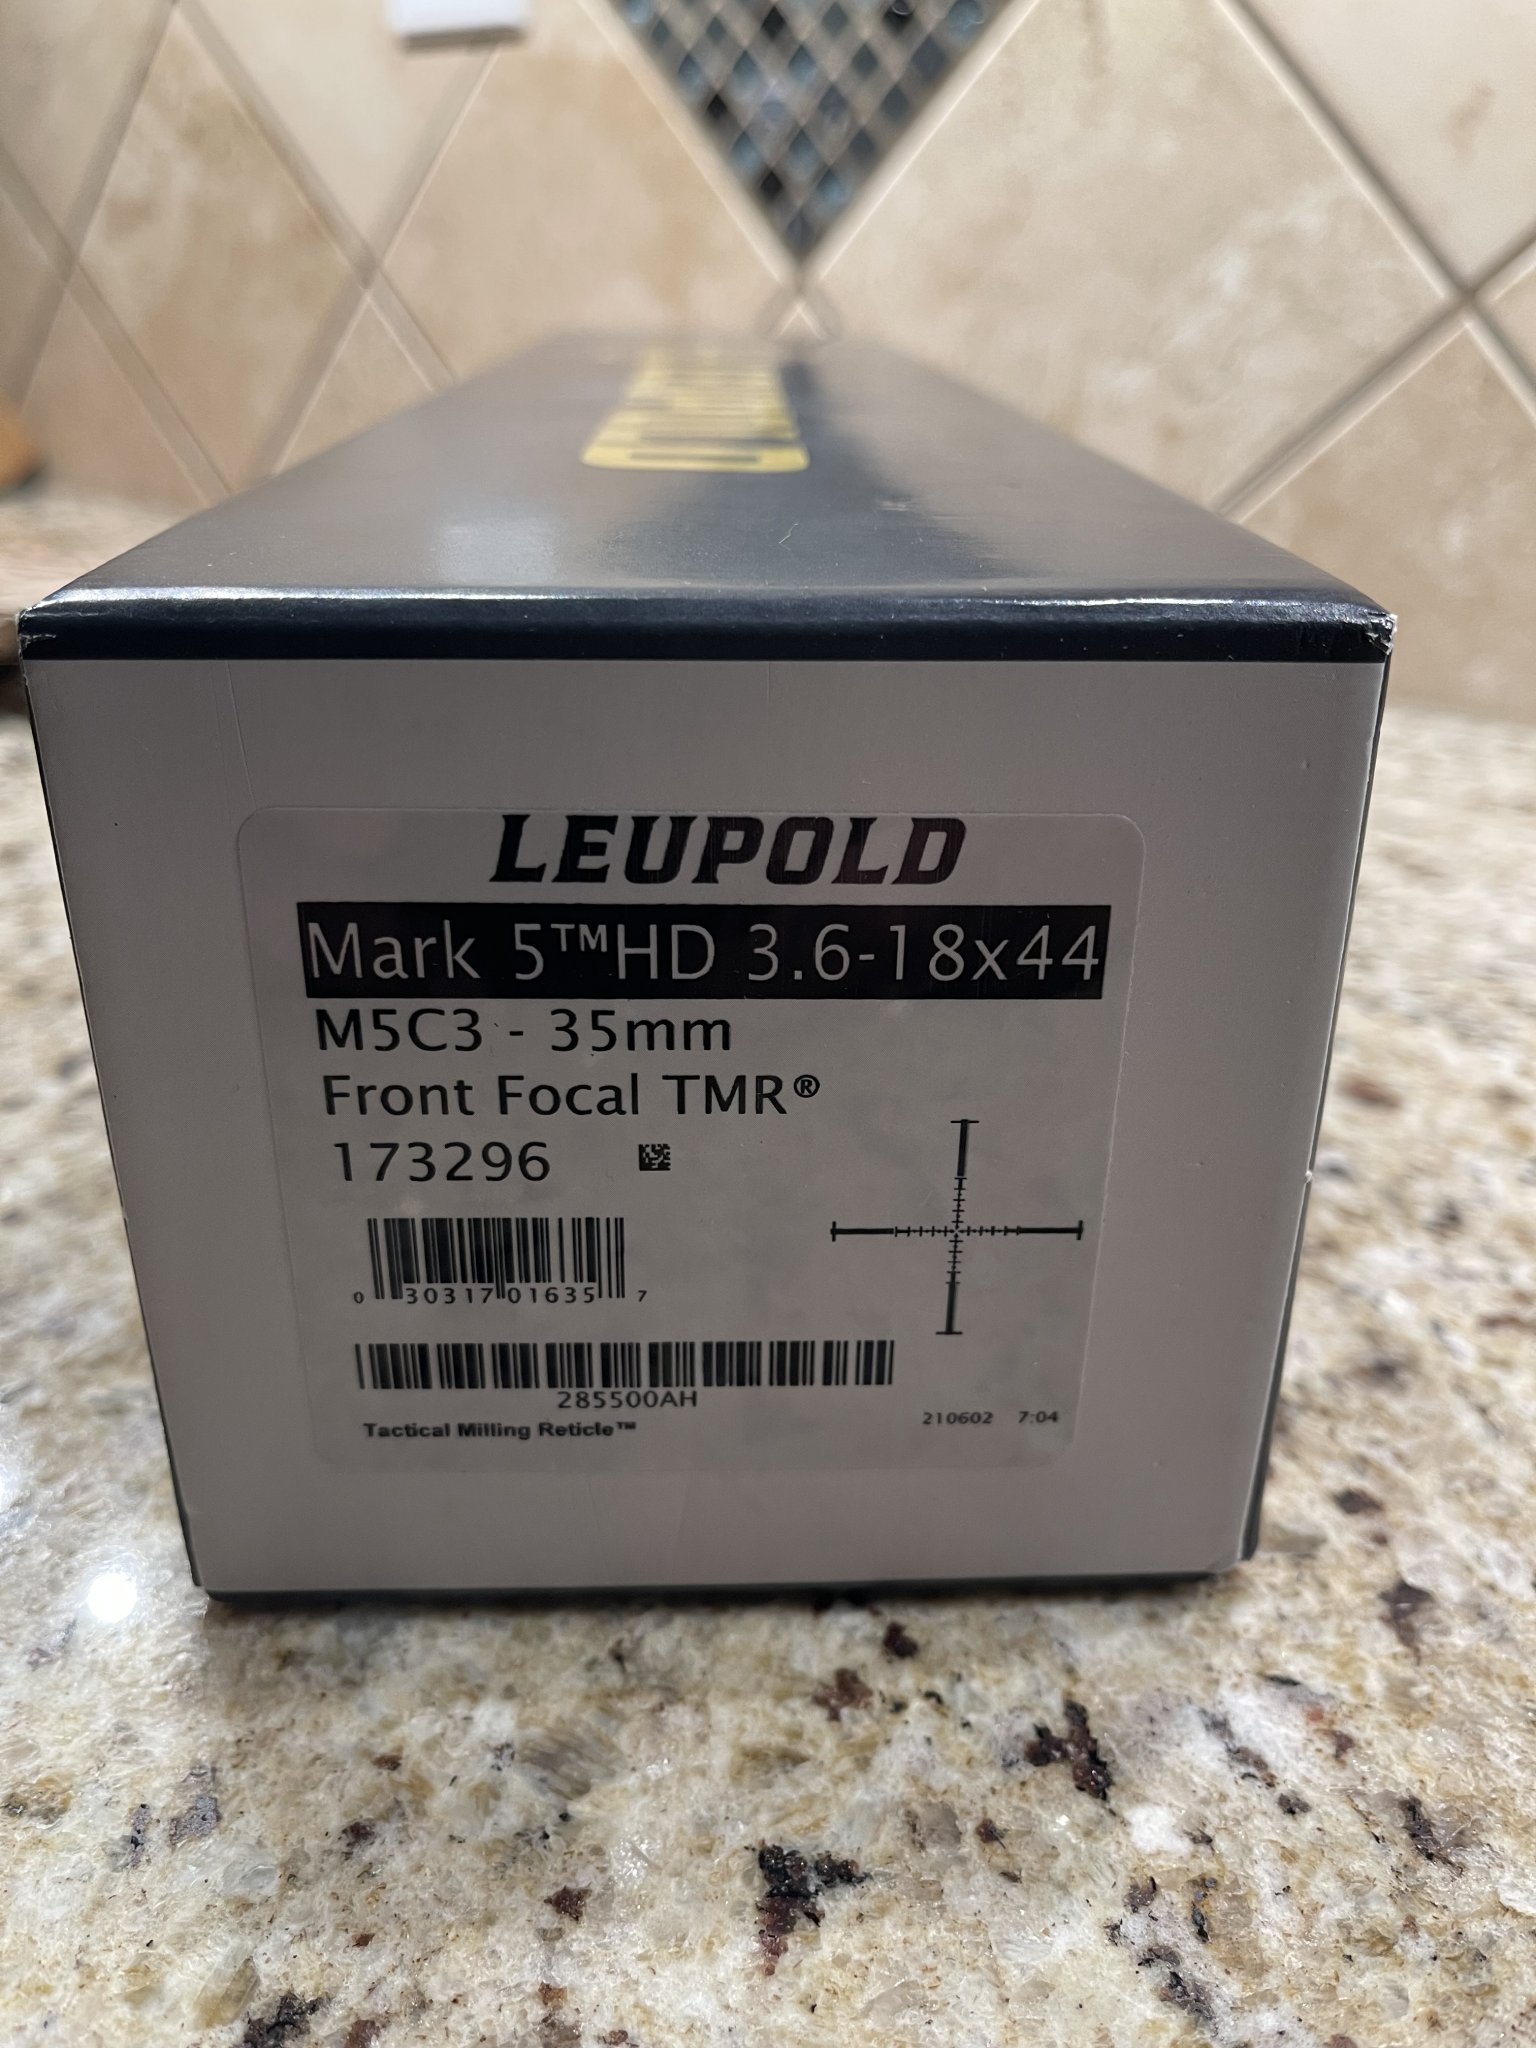 LEUPOLD
Mark 5™HD 3.6-18x44
M5C3 - 35mm
Front Focal TMR®
173296
0 30317 01635 7
285500AH
Tactical Milling Reticle™
210602 7:04